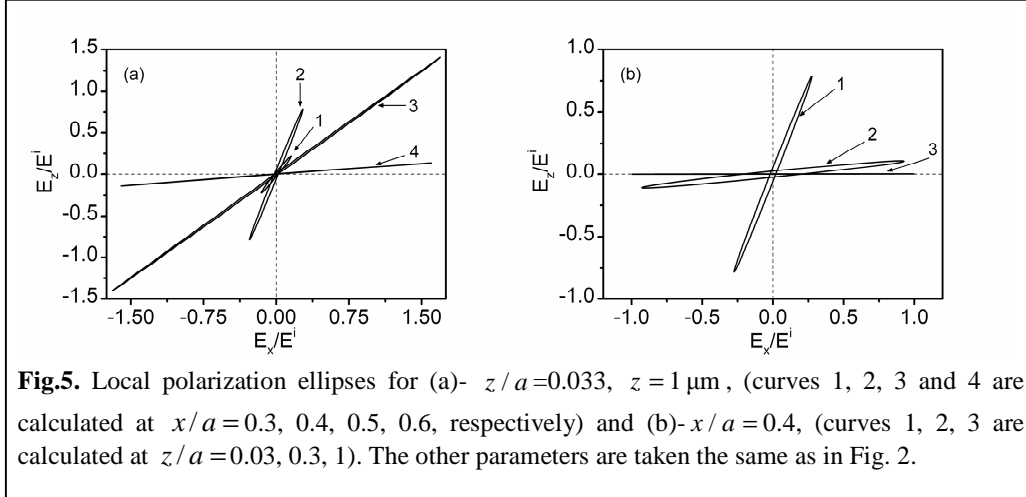 (a)
1.5
1.0
0.5
0.0
-0.5
-1.0
-1.5
E_z/E^i
-1.50 -0.75 0.00 0.75 1.50
E_x/E^i
2
1
3
4
(b)
1.0
0.5
0.0
-0.5
-1.0
E_z/E^i
-1.0 -0.5 0.0 0.5 1.0
E_x/E^i
1
2
3
Fig.5. Local polarization ellipses for (a)- z / a =0.033, z = 1 μm , (curves 1, 2, 3 and 4 are
calculated at x / a = 0.3, 0.4, 0.5, 0.6, respectively) and (b)- x / a = 0.4, (curves 1, 2, 3 are
calculated at z / a = 0.03, 0.3, 1). The other parameters are taken the same as in Fig. 2.